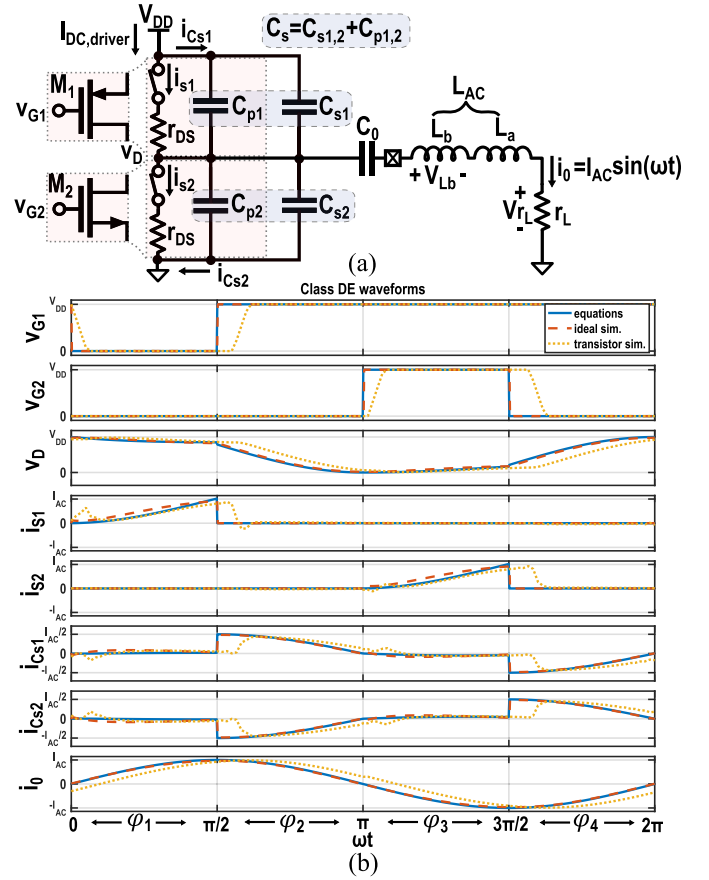 V_DD
I_DC,driver
i_Cs1
C_s=C_s1,2+C_p1,2
M_1
i_s1
L_AC
v_G1
C_p1
C_s1
r_DS
C_0
L_b
L_a
v_D
i_0=I_ACsin(ωt)
M_2
i_s2
+ V_Lb -
v_G2
C_p2
C_s2
+
V_rL
-
r_L
r_DS
i_Cs2
(a)
Class DE waveforms
V_DD
0
v_G1
equations
ideal sim.
transistor sim.
V_DD
0
v_G2
V_DD
0
v_D
I_AC
0
-I_AC
i_S1
I_AC
0
-I_AC
i_S2
I_AC/2
0
-I_AC/2
i_Cs1
I_AC/2
0
-I_AC/2
i_Cs2
I_AC
0
-I_AC
i_0
0 φ_1 π/2 φ_2 π φ_3 3π/2 φ_4 2π
ωt
(b)